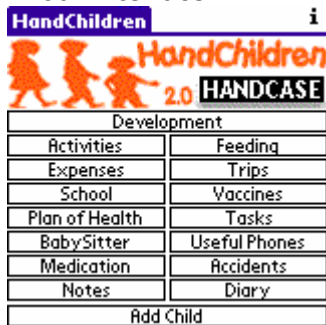 HandChildren i
HandChildren
2.0 HANDCASE
Development
Activities Feeding
Expenses Trips
School Vaccines
Plan of Health Tasks
BabySitter Useful Phones
Medication Accidents
Notes Diary
Add Child